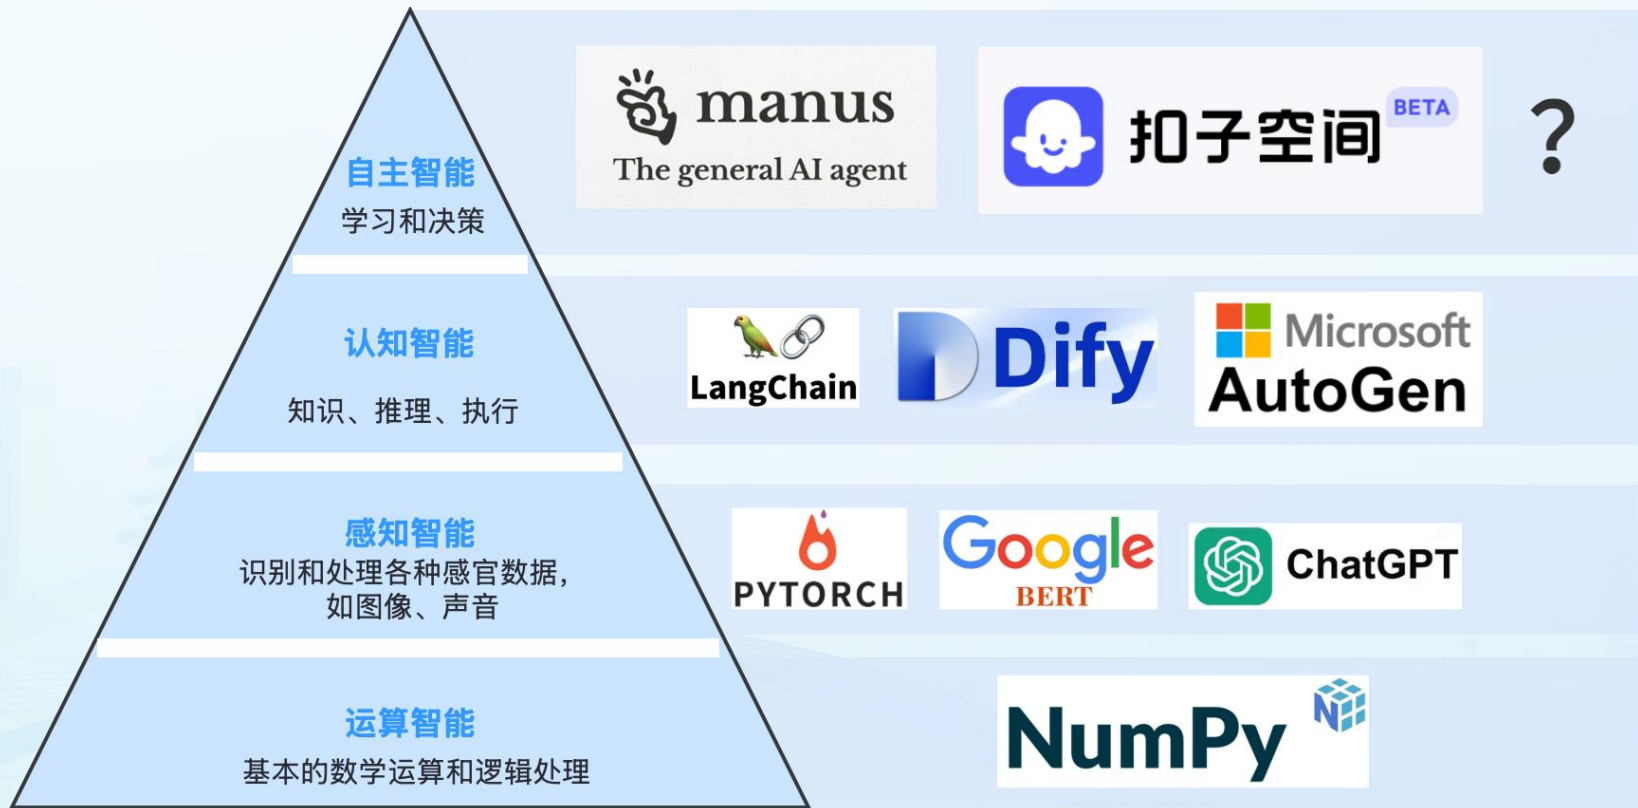 manus
The general AI agent
扣子空间 BETA
?
自主智能
学习和决策
认知智能
知识、推理、执行
LangChain
Dify
Microsoft
AutoGen
感知智能
识别和处理各种感官数据，
如图像、声音
PYTORCH
Google
BERT
ChatGPT
运算智能
基本的数学运算和逻辑处理
NumPy